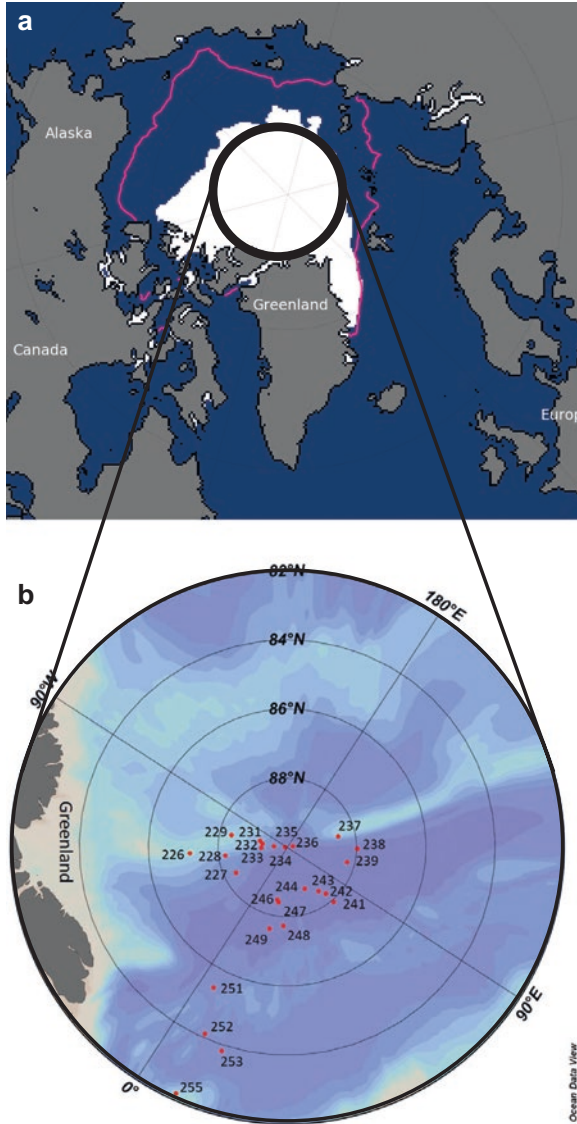 a
Alaska
Greenland
Canada
Europ
b
82°N
180°E
84°N
90°W
86°N
88°N
Greenland
229 231 235 237
232 236 238
226 228 233 234 239
227
244 243 242
246 247 241
249 248
251
252
253
90°E
0°
255
Ocean Data View